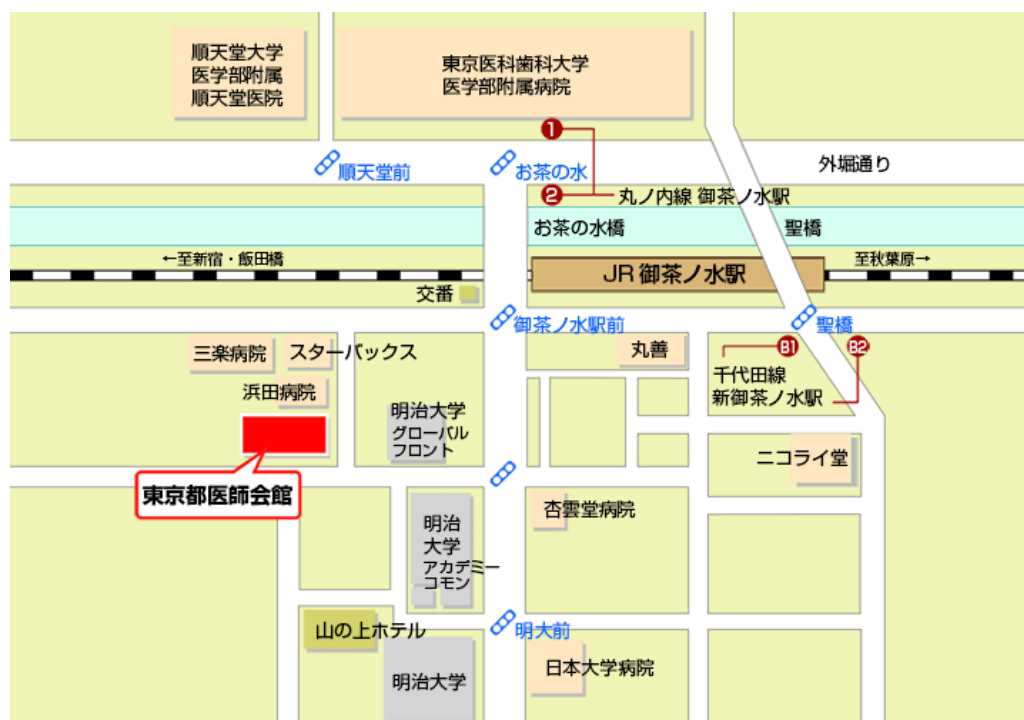 順天堂大学
医学部附属
順天堂医院
東京医科歯科大学
医学部附属病院
1
順天堂前
お茶の水
外堀通り
2
丸ノ内線 御茶ノ水駅
お茶の水橋
聖橋
←至新宿・飯田橋
JR 御茶ノ水駅
至秋葉原→
交番
御茶ノ水駅前
聖橋
三楽病院
スターバックス
丸善
B1
B2
千代田線
新御茶ノ水駅
浜田病院
明治大学
グローバル
フロント
ニコライ堂
東京都医師会館
杏雲堂病院
明治
大学
アカデミー
コモン
山の上ホテル
明大前
日本大学病院
明治大学